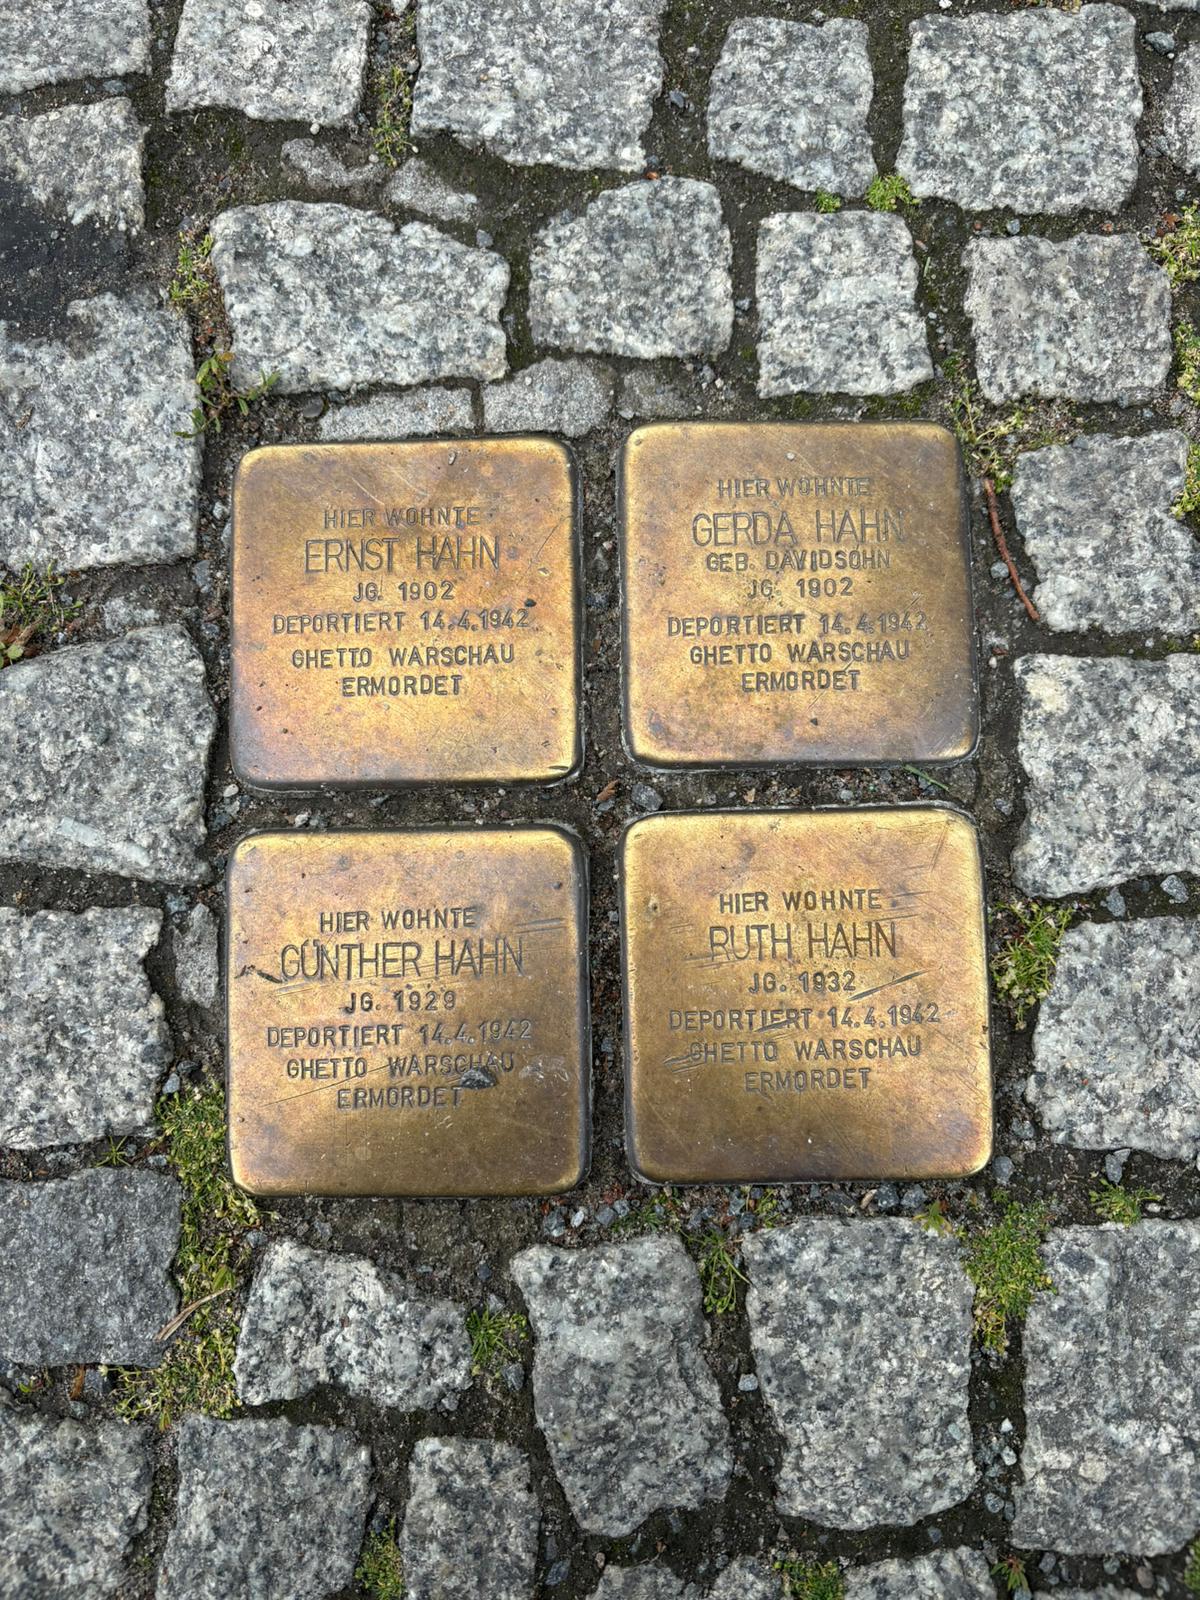 HIER WOHNTE
ERNST HAHN
JG. 1902
DEPORTIERT 14.4.1942
GHETTO WARSCHAU
ERMORDET
HIER WOHNTE
GERDA HAHN
GEB. DAVIDSOHN
JG. 1902
DEPORTIERT 14.4.1942
GHETTO WARSCHAU
ERMORDET
HIER WOHNTE
GÜNTHER HAHN
JG. 1929
DEPORTIERT 14.4.1942
GHETTO WARSCHAU
ERMORDET
HIER WOHNTE
RUTH HAHN
JG. 1932
DEPORTIERT 14.4.1942
GHETTO WARSCHAU
ERMORDET